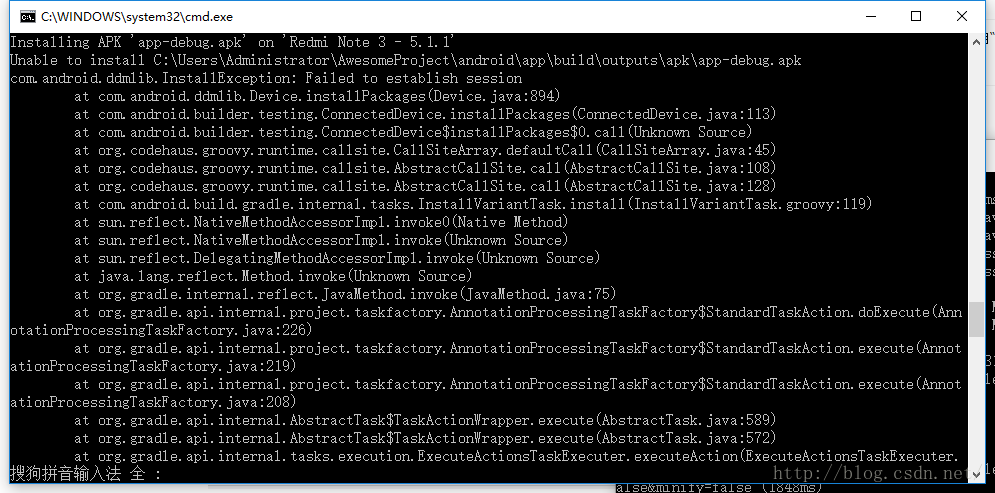 C:\WINDOWS\system32\cmd.exe
Installing APK 'app-debug.apk' on 'Redmi Note 3 - 5.1.1'
Unable to install C:\Users\Administrator\AwesomeProject\android\app\build\outputs\apk\app-debug.apk
com.android.ddmlib.InstallException: Failed to establish session
at com.android.ddmlib.Device.installPackages(Device.java:894)
at com.android.builder.testing.ConnectedDevice.installPackages(ConnectedDevice.java:113)
at com.android.builder.testing.ConnectedDevice$installPackages$0.call(Unknown Source)
at org.codehaus.groovy.runtime.callsite.CallSiteArray.defaultCall(CallSiteArray.java:45)
at org.codehaus.groovy.runtime.callsite.AbstractCallSite.call(AbstractCallSite.java:108)
at org.codehaus.groovy.runtime.callsite.AbstractCallSite.call(AbstractCallSite.java:128)
at com.android.build.gradle.internal.tasks.InstallVariantTask.install(InstallVariantTask.groovy:119)
at sun.reflect.NativeMethodAccessorImpl.invoke0(Native Method)
at sun.reflect.NativeMethodAccessorImpl.invoke(Unknown Source)
at sun.reflect.DelegatingMethodAccessorImpl.invoke(Unknown Source)
at java.lang.reflect.Method.invoke(Unknown Source)
at org.gradle.internal.reflect.JavaMethod.invoke(JavaMethod.java:75)
at org.gradle.api.internal.project.taskfactory.AnnotationProcessingTaskFactory$StandardTaskAction.doExecute(Ann
otationProcessingTaskFactory.java:226)
at org.gradle.api.internal.project.taskfactory.AnnotationProcessingTaskFactory$StandardTaskAction.execute(Annot
ationProcessingTaskFactory.java:219)
at org.gradle.api.internal.project.taskfactory.AnnotationProcessingTaskFactory$StandardTaskAction.execute(Annot
ationProcessingTaskFactory.java:208)
at org.gradle.api.internal.AbstractTask$TaskActionWrapper.execute(AbstractTask.java:589)
at org.gradle.api.internal.AbstractTask$TaskActionWrapper.execute(AbstractTask.java:572)
at org.gradle.api.internal.tasks.execution.ExecuteActionsTaskExecuter.executeAction(ExecuteActionsTaskExecuter.
搜狗拼音输入法 全 :
http://blog.csdn.net
alse&minify=false (1848ms)